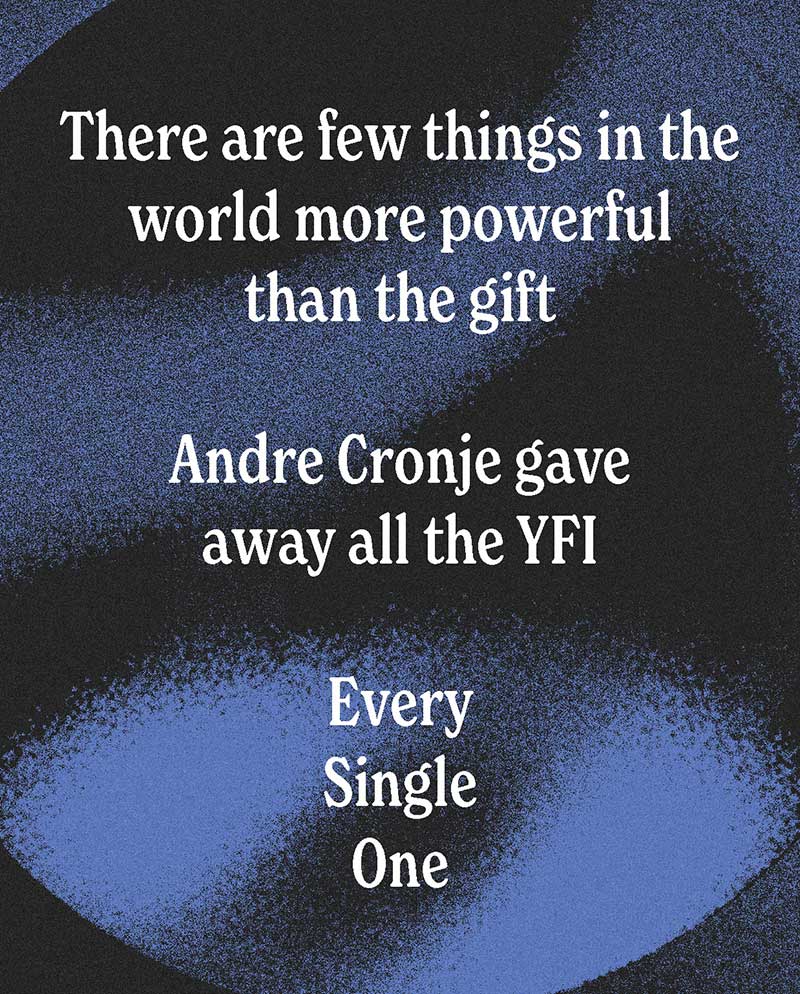 There are few things in the
world more powerful
than the gift
Andre Cronje gave
away all the YFI
Every
Single
One